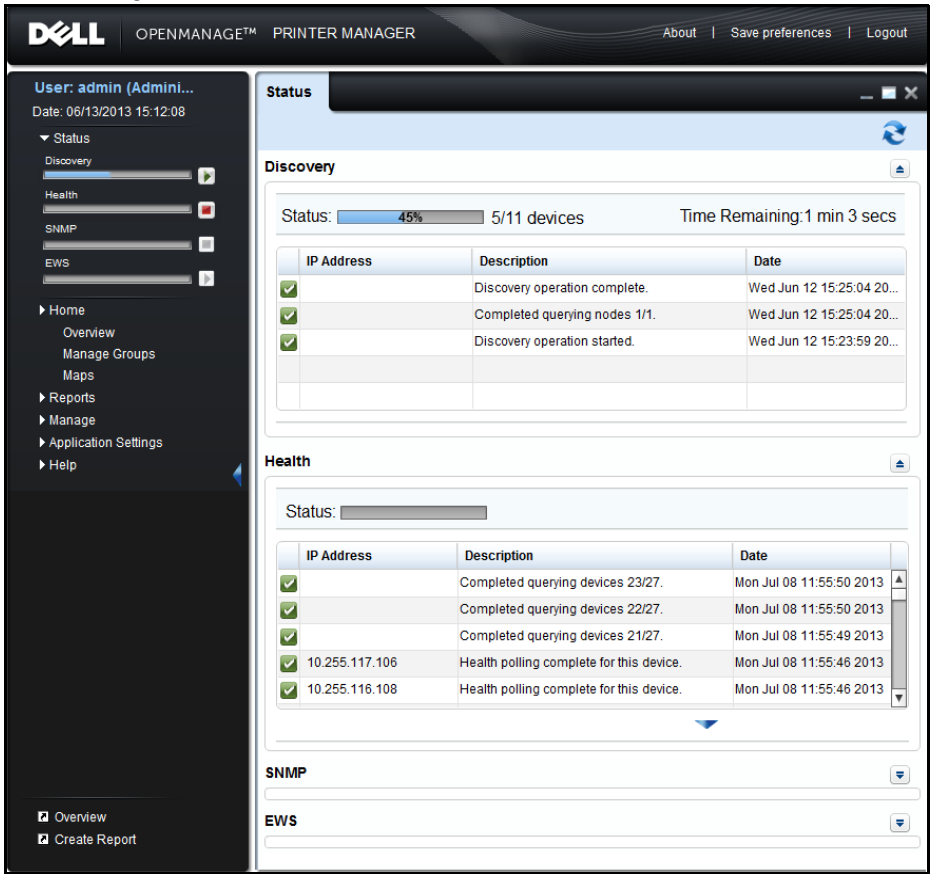 DELL OPENMANAGE™ PRINTER MANAGER About | Save preferences | Logout
User: admin (Admini...
Date: 06/13/2013 15:12:08
Status
Discovery
Health
SNMP
EWS
Home
Overview
Manage Groups
Maps
Reports
Manage
Application Settings
Help
Overview
Create Report
Status
Discovery
Status: 45% 5/11 devices Time Remaining:1 min 3 secs
IP Address Description Date
Discovery operation complete. Wed Jun 12 15:25:04 20...
Completed querying nodes 1/1. Wed Jun 12 15:25:04 20...
Discovery operation started. Wed Jun 12 15:23:59 20...
Health
Status:
IP Address Description Date
Completed querying devices 23/27. Mon Jul 08 11:55:50 2013
Completed querying devices 22/27. Mon Jul 08 11:55:50 2013
Completed querying devices 21/27. Mon Jul 08 11:55:49 2013
10.255.117.106 Health polling complete for this device. Mon Jul 08 11:55:46 2013
10.255.116.108 Health polling complete for this device. Mon Jul 08 11:55:46 2013
SNMP
EWS